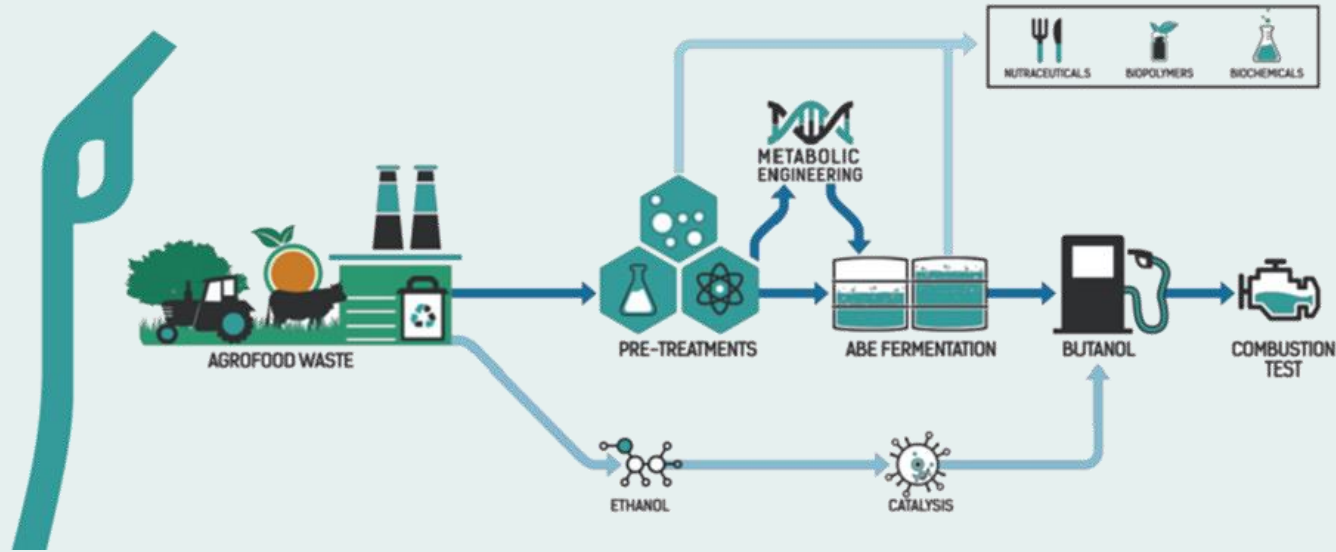 NUTRACEUTICALS
BIOPOLYMERS
BIOCHEMICALS
METABOLIC
ENGINEERING
AGROFOOD WASTE
PRE-TREATMENTS
ABE FERMENTATION
BUTANOL
COMBUSTION
TEST
ETHANOL
CATALYSIS